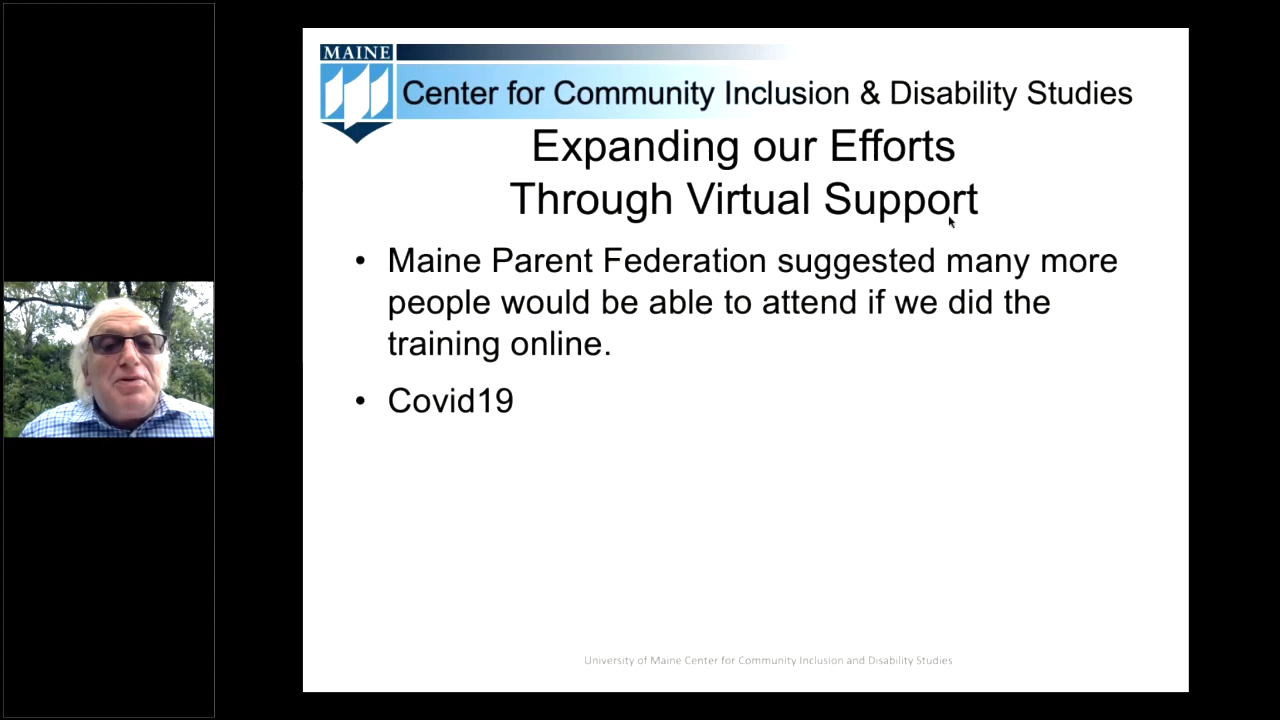 MAINE
Center for Community Inclusion & Disability Studies
Expanding our Efforts
Through Virtual Support
• Maine Parent Federation suggested many more
people would be able to attend if we did the
training online.
• Covid19
University of Maine Center for Community Inclusion and Disability Studies